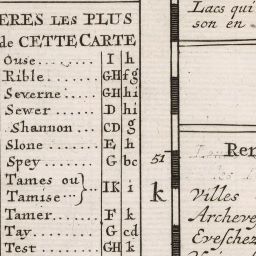 ERES LES PLUS
de CETTE CARTE
Ouse ........ I h
Rible ........ GH fg
Severne ...... GH hi
Sewer ....... D hi
Shannon ... CD g
Slone ........ E h
Spey ........ G bc
Tames ou
Tamise } ... IK i
Tamer ....... F k
Tay .......... G cd
Test ......... GH k
Lacs qui
son en
51
k
Ren
Villes
Archeve
Eveschez